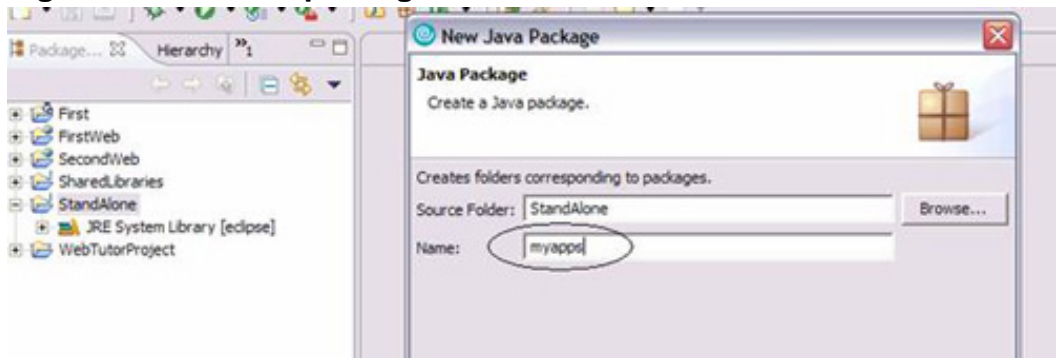 Package... Hierarchy »1
First
FirstWeb
SecondWeb
SharedLibraries
StandAlone
JRE System Library [eclipse]
WebTutorProject
New Java Package
Java Package
Create a Java package.
Creates folders corresponding to packages.
Source Folder: StandAlone Browse...
Name: myapps